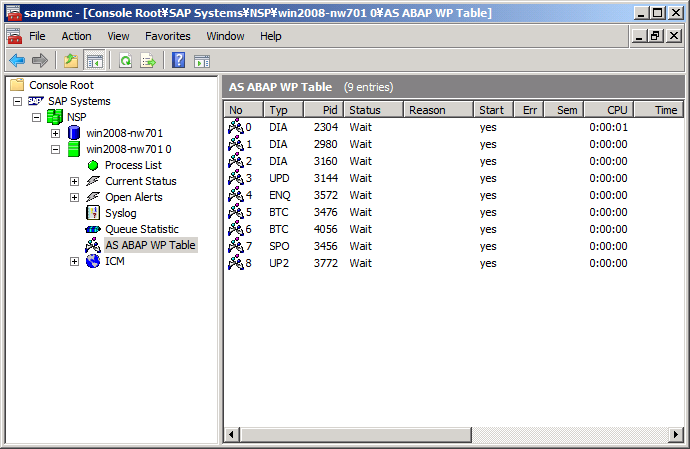 sapmmc - [Console Root¥SAP Systems¥NSP¥win2008-nw701 0¥AS ABAP WP Table]
File Action View Favorites Window Help
Console Root
SAP SAP Systems
NSP
win2008-nw701
win2008-nw701 0
Process List
Current Status
Open Alerts
Syslog
Queue Statistic
AS ABAP WP Table
ICM
AS ABAP WP Table (9 entries)
No Typ Pid Status Reason Start Err Sem CPU Time
0 DIA 2304 Wait yes 0:00:01
1 DIA 2980 Wait yes 0:00:00
2 DIA 3160 Wait yes 0:00:00
3 UPD 3144 Wait yes 0:00:00
4 ENQ 3572 Wait yes 0:00:00
5 BTC 3476 Wait yes 0:00:00
6 BTC 4056 Wait yes 0:00:00
7 SPO 3456 Wait yes 0:00:00
8 UP2 3772 Wait yes 0:00:00